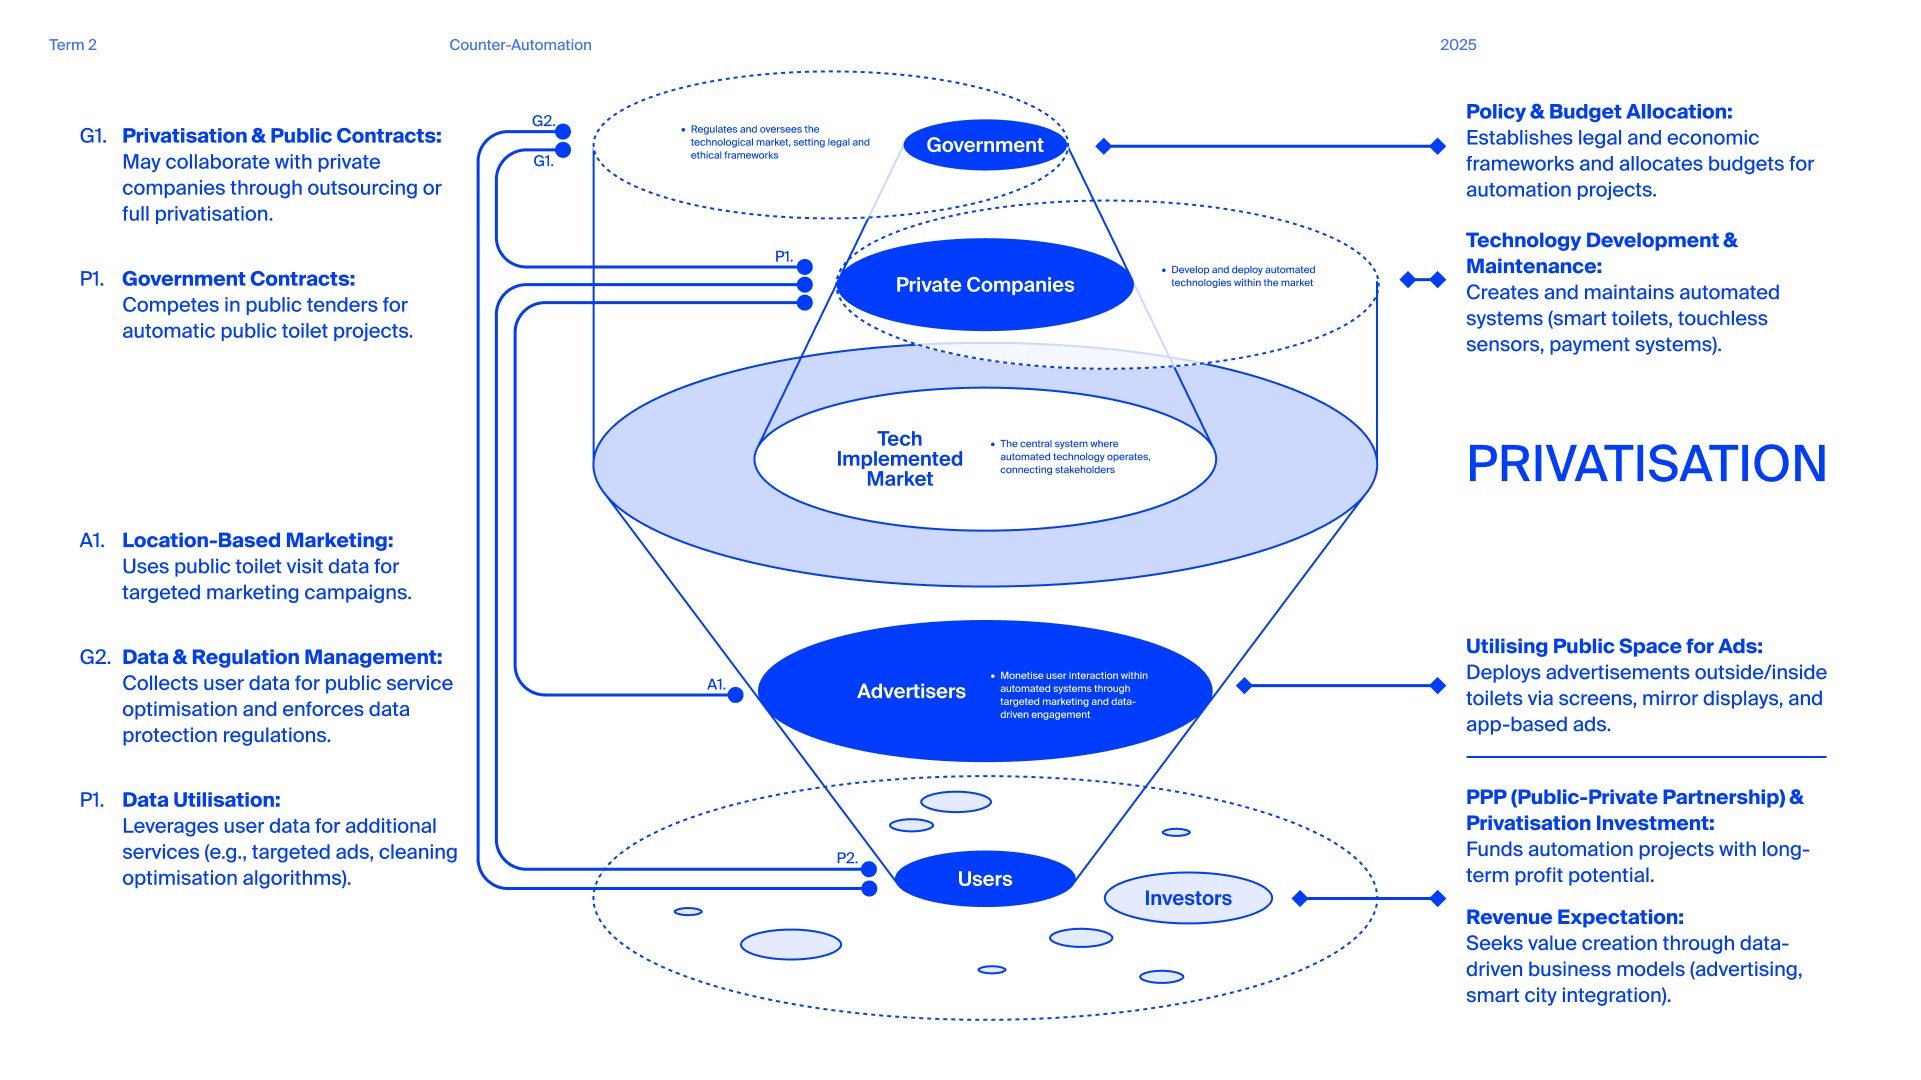 Term 2
Counter-Automation
2025
G1. Privatisation & Public Contracts:
May collaborate with private
companies through outsourcing or
full privatisation.
P1. Government Contracts:
Competes in public tenders for
automatic public toilet projects.
A1. Location-Based Marketing:
Uses public toilet visit data for
targeted marketing campaigns.
G2. Data & Regulation Management:
Collects user data for public service
optimisation and enforces data
protection regulations.
P1. Data Utilisation:
Leverages user data for additional
services (e.g., targeted ads, cleaning
optimisation algorithms).
G2.
G1.
P1.
A1.
P2.
• Regulates and oversees the
technological market, setting legal and
ethical frameworks
Government
Private Companies
• Develop and deploy automated
technologies within the market
Tech
Implemented
Market
• The central system where
automated technology operates,
connecting stakeholders
Advertisers
• Monetise user interaction within
automated systems through
targeted marketing and data-
driven engagement
Users
Investors
Policy & Budget Allocation:
Establishes legal and economic
frameworks and allocates budgets for
automation projects.
Technology Development &
Maintenance:
Creates and maintains automated
systems (smart toilets, touchless
sensors, payment systems).
PRIVATISATION
Utilising Public Space for Ads:
Deploys advertisements outside/inside
toilets via screens, mirror displays, and
app-based ads.
PPP (Public-Private Partnership) &
Privatisation Investment:
Funds automation projects with long-
term profit potential.
Revenue Expectation:
Seeks value creation through data-
driven business models (advertising,
smart city integration).